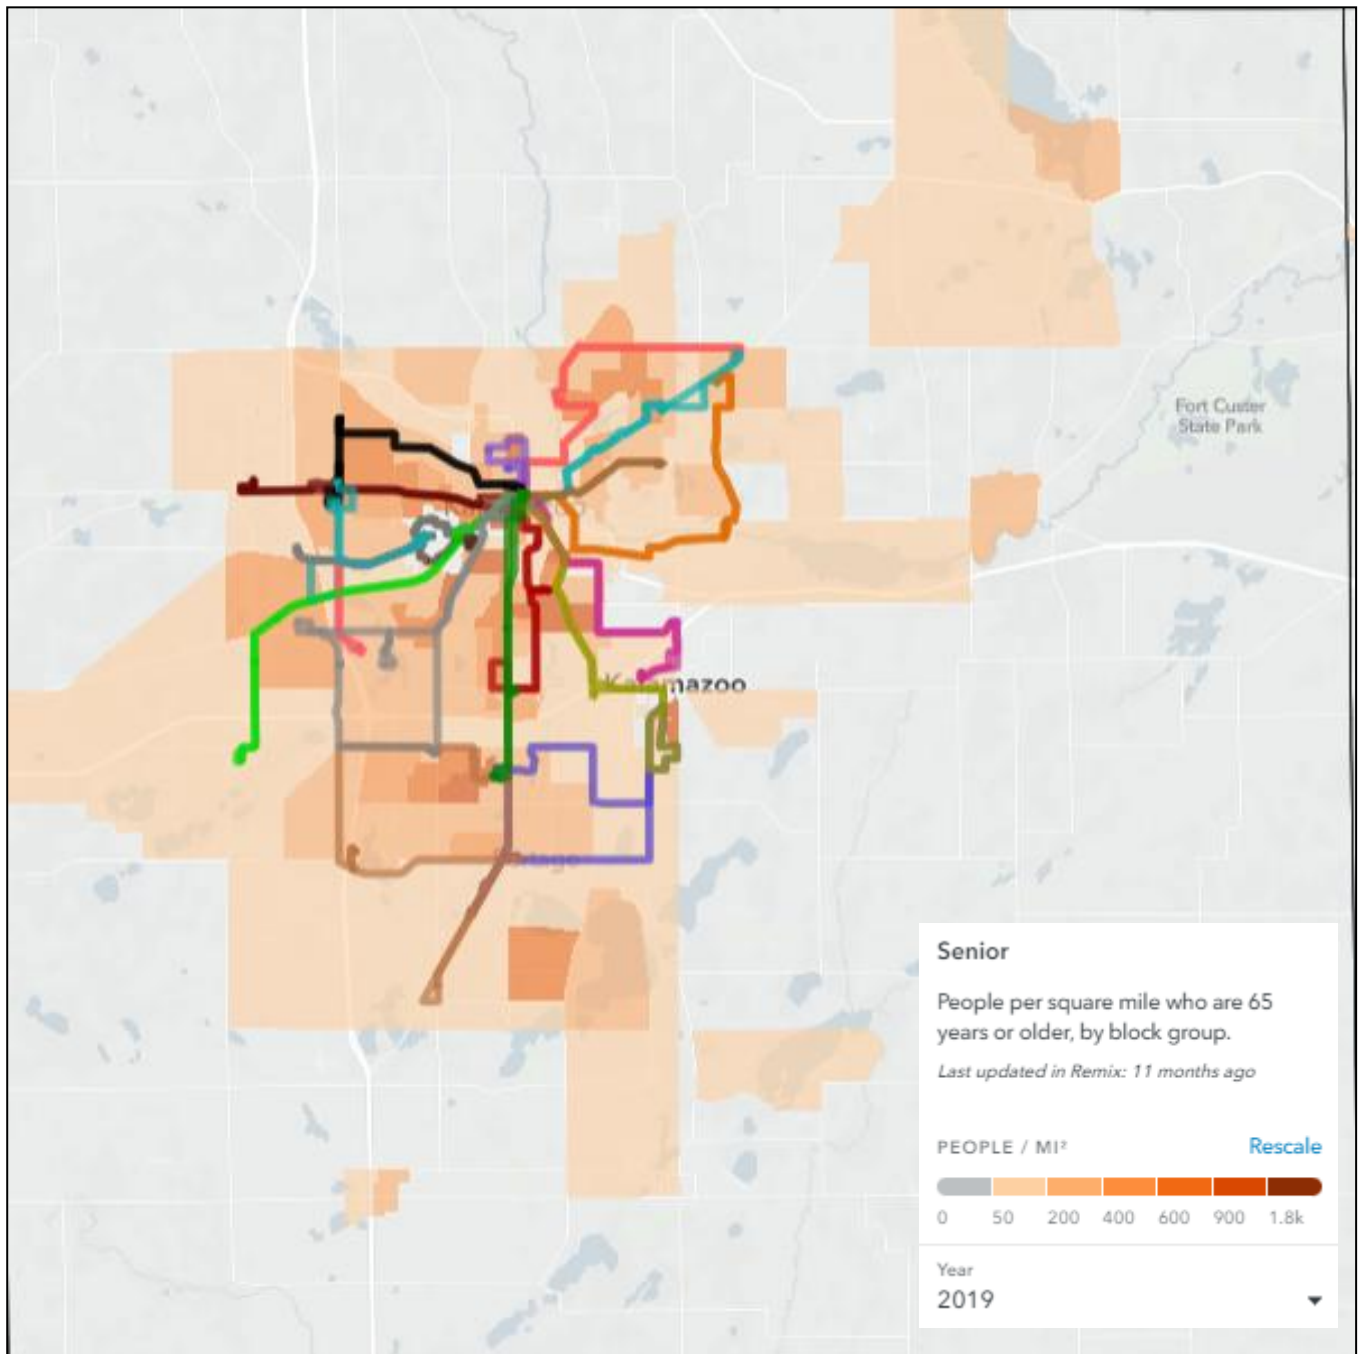 Fort Custer
State Park
Kalamazoo
Senior
People per square mile who are 65
years or older, by block group.
Last updated in Remix: 11 months ago
PEOPLE / MI² Rescale
0 50 200 400 600 900 1.8k
Year
2019